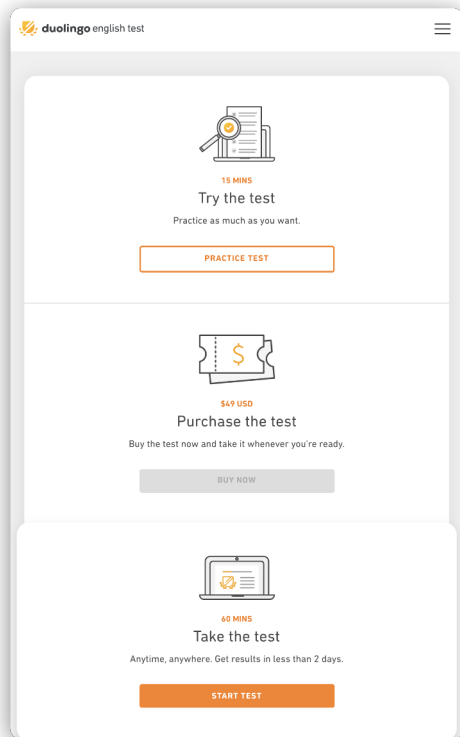 duolingo english test
15 MINS
Try the test
Practice as much as you want.
PRACTICE TEST
$
$49 USD
Purchase the test
Buy the test now and take it whenever you're ready.
BUY NOW
60 MINS
Take the test
Anytime, anywhere. Get results in less than 2 days.
START TEST